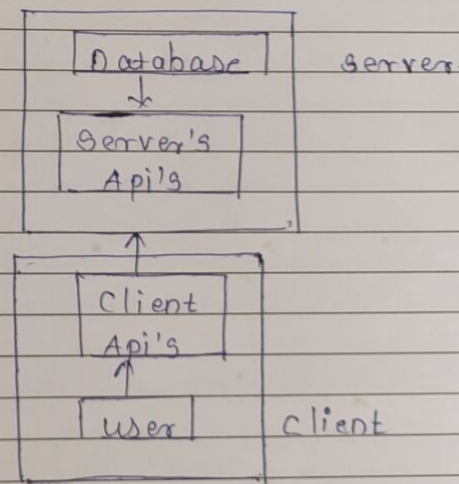 Database
Server
Server's
Api's
Client
Api's
user
Client